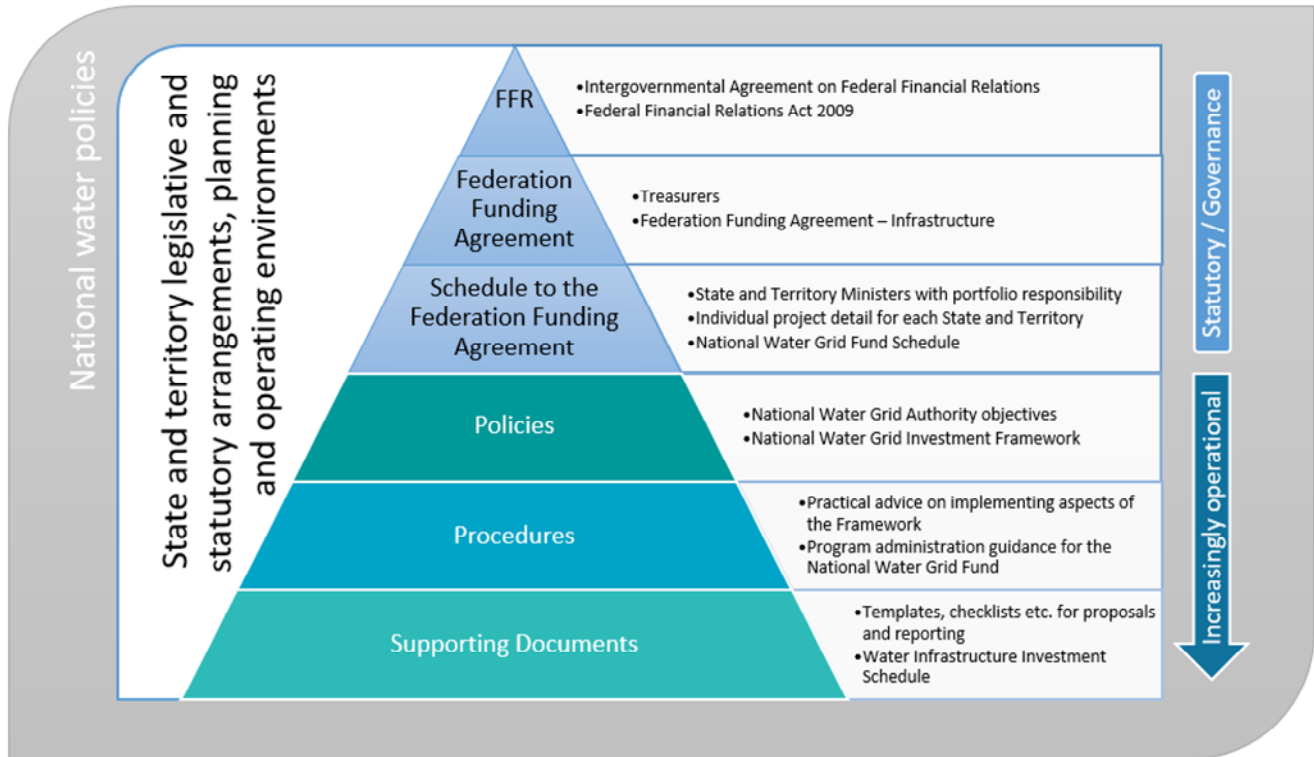 National water policies
State and territory legislative and
statutory arrangements, planning
and operating environments
FFR
•Intergovernmental Agreement on Federal Financial Relations
•Federal Financial Relations Act 2009
Federation
Funding
Agreement
•Treasurers
•Federation Funding Agreement – Infrastructure
Schedule to the
Federation Funding
Agreement
•State and Territory Ministers with portfolio responsibility
•Individual project detail for each State and Territory
•National Water Grid Fund Schedule
Policies
•National Water Grid Authority objectives
•National Water Grid Investment Framework
Procedures
•Practical advice on implementing aspects of
the Framework
•Program administration guidance for the
National Water Grid Fund
Supporting Documents
•Templates, checklists etc. for proposals
and reporting
•Water Infrastructure Investment
Schedule
Statutory / Governance
Increasingly operational